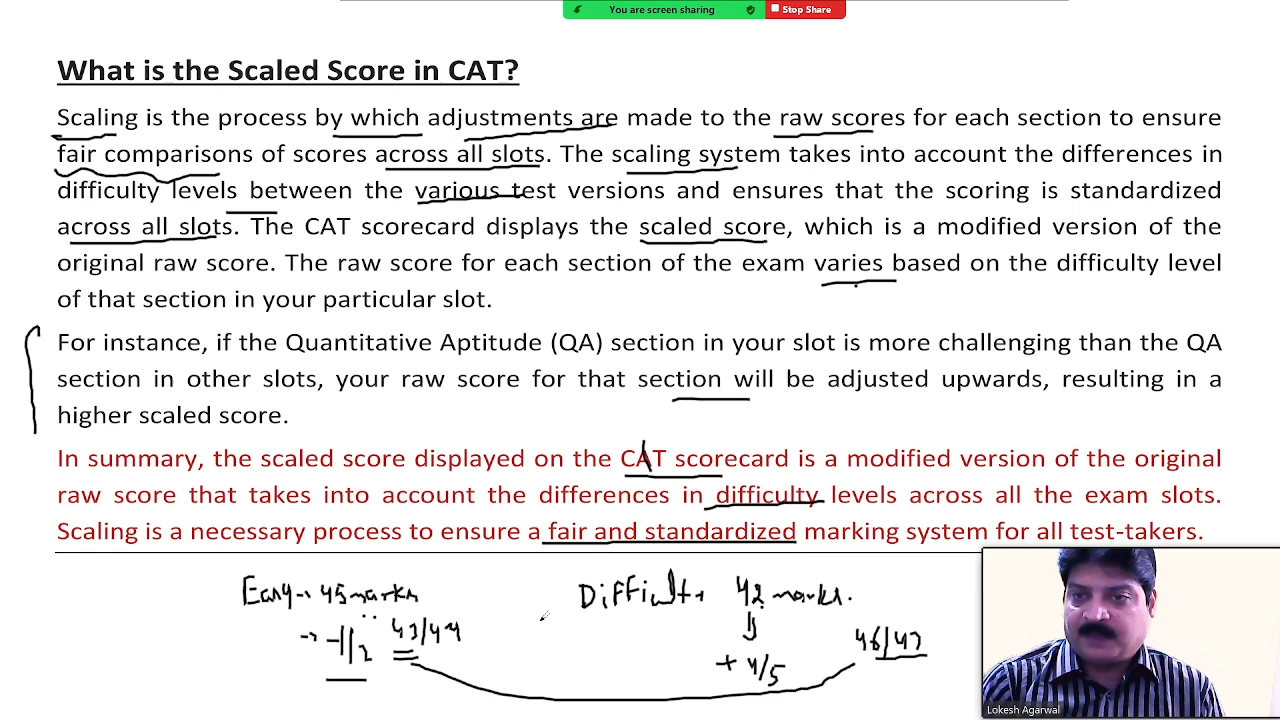 You are screen sharing Stop Share
What is the Scaled Score in CAT?
Scaling is the process by which adjustments are made to the raw scores for each section to ensure
fair comparisons of scores across all slots. The scaling system takes into account the differences in
difficulty levels between the various test versions and ensures that the scoring is standardized
across all slots. The CAT scorecard displays the scaled score, which is a modified version of the
original raw score. The raw score for each section of the exam varies based on the difficulty level
of that section in your particular slot.
For instance, if the Quantitative Aptitude (QA) section in your slot is more challenging than the QA
section in other slots, your raw score for that section will be adjusted upwards, resulting in a
higher scaled score.
In summary, the scaled score displayed on the CAT scorecard is a modified version of the original
raw score that takes into account the differences in difficulty levels across all the exam slots.
Scaling is a necessary process to ensure a fair and standardized marking system for all test-takers.
Easy → 45 marks Difficult 42 marks.
→ -1/2 43/44 46/47
+ 4/5
Lokesh Agarwal